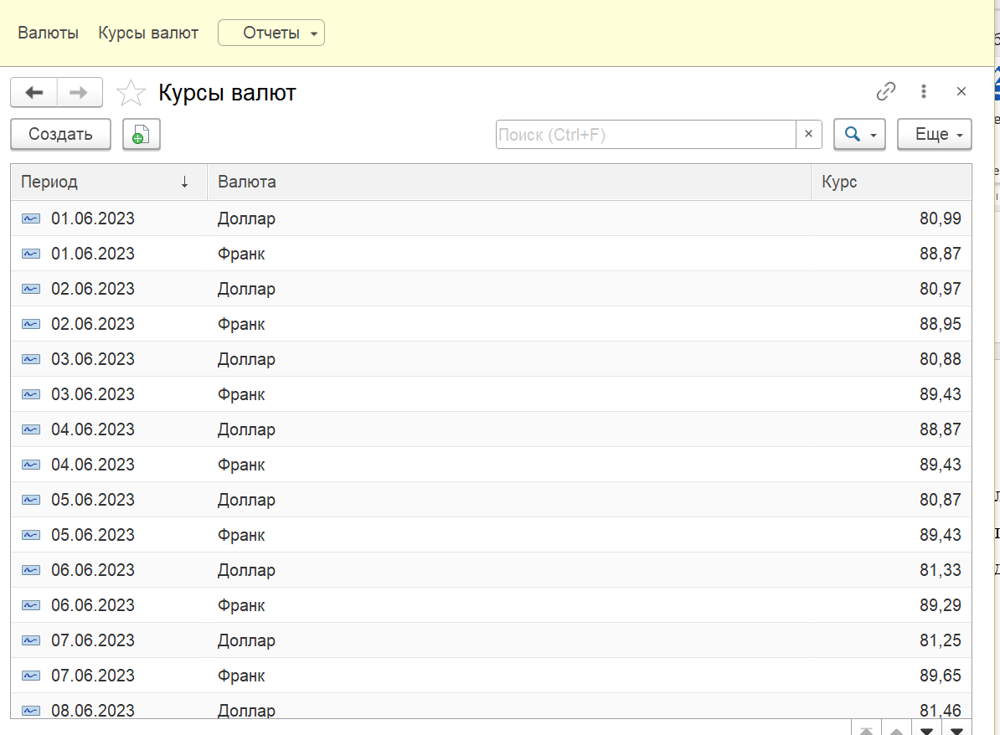 Валюты Курсы валют Отчеты
Курсы валют
Создать Поиск (Ctrl+F) Еще
Период Валюта Курс
01.06.2023 Доллар 80,99
01.06.2023 Франк 88,87
02.06.2023 Доллар 80,97
02.06.2023 Франк 88,95
03.06.2023 Доллар 80,88
03.06.2023 Франк 89,43
04.06.2023 Доллар 88,87
04.06.2023 Франк 89,43
05.06.2023 Доллар 80,87
05.06.2023 Франк 89,43
06.06.2023 Доллар 81,33
06.06.2023 Франк 89,29
07.06.2023 Доллар 81,25
07.06.2023 Франк 89,65
08.06.2023 Доллар 81,46